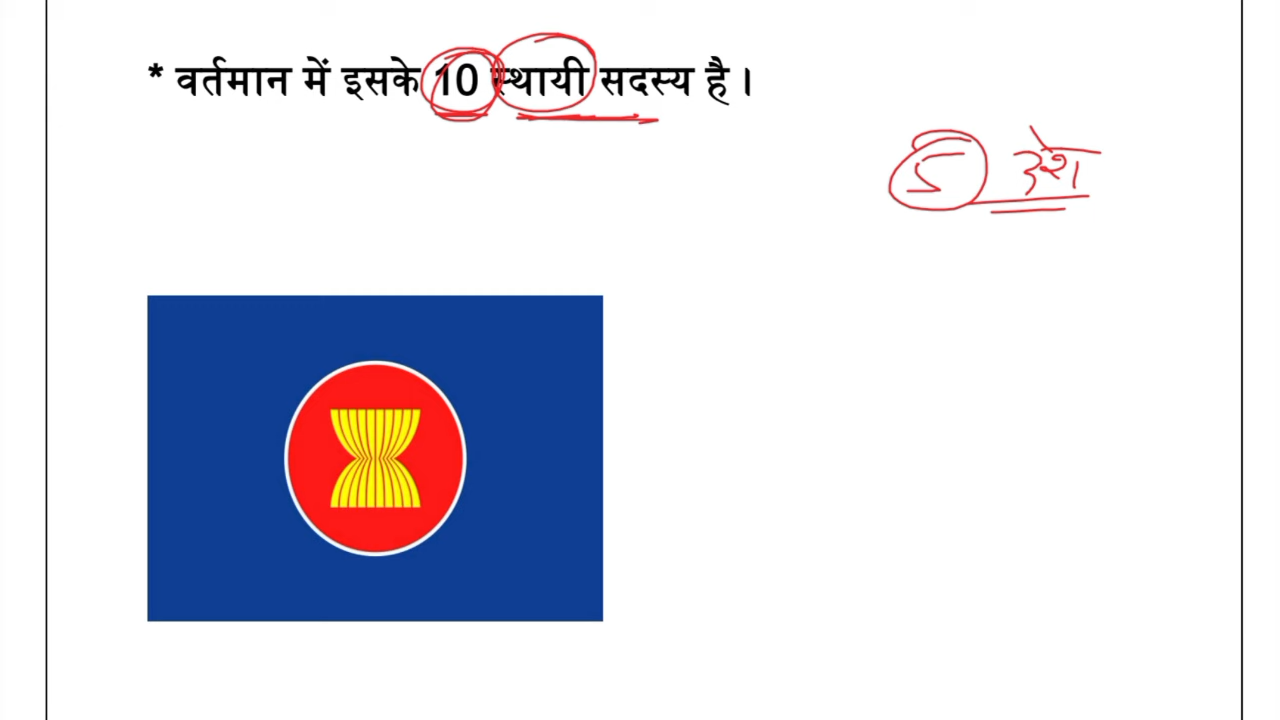 * वर्तमान में इसके 10 स्थायी सदस्य है ।
5 देश